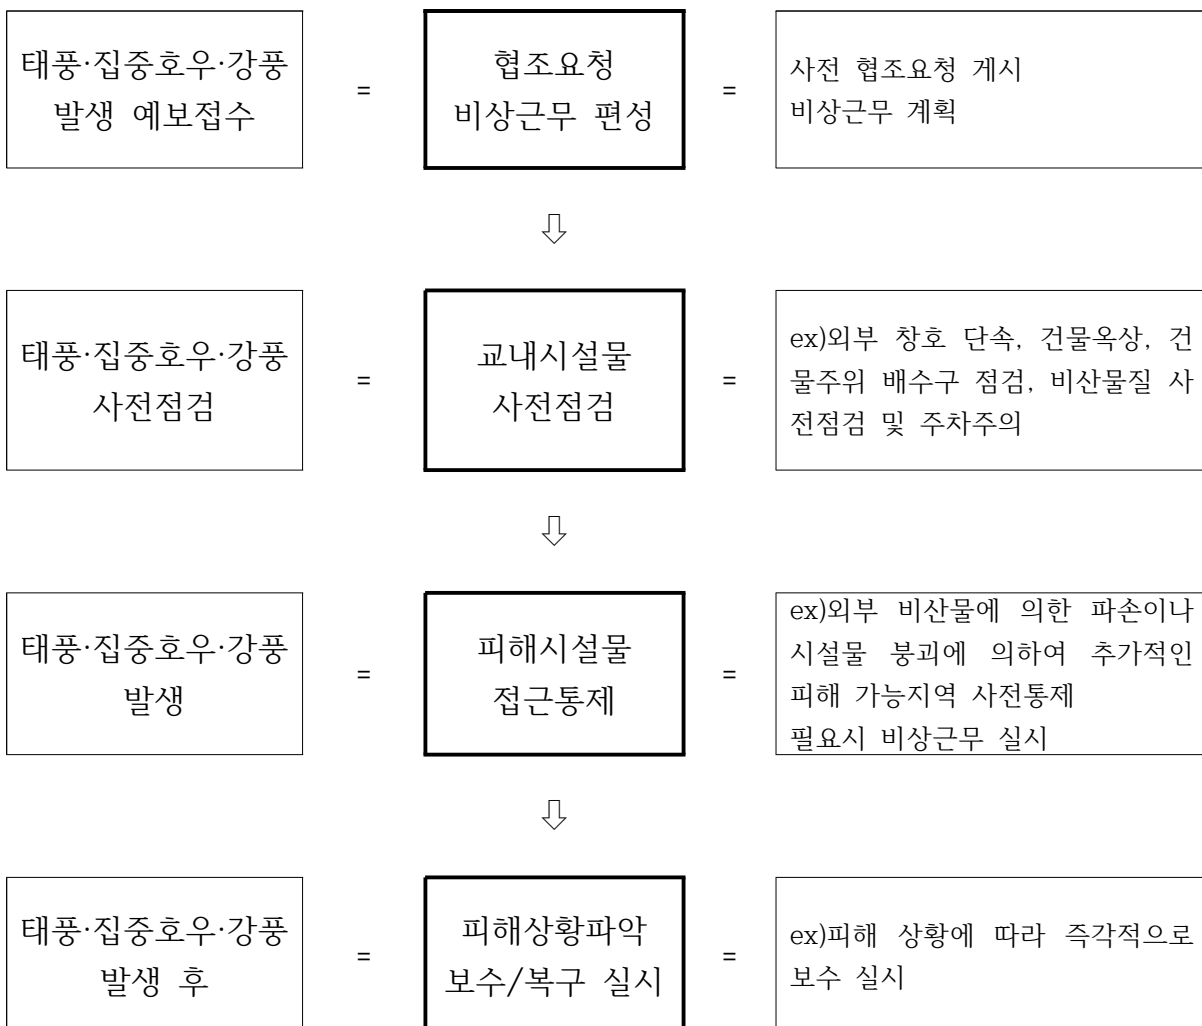 태풍·집중호우·강풍
발생 예보접수
=
협조요청
비상근무 편성
=
사전 협조요청 게시
비상근무 계획
⇩
태풍·집중호우·강풍
사전점검
=
교내시설물
사전점검
=
ex)외부 창호 단속, 건물옥상, 건
물주위 배수구 점검, 비산물질 사
전점검 및 주차주의
⇩
태풍·집중호우·강풍
발생
=
피해시설물
접근통제
=
ex)외부 비산물에 의한 파손이나
시설물 붕괴에 의하여 추가적인
피해 가능지역 사전통제
필요시 비상근무 실시
⇩
태풍·집중호우·강풍
발생 후
=
피해상황파악
보수/복구 실시
=
ex)피해 상황에 따라 즉각적으로
보수 실시